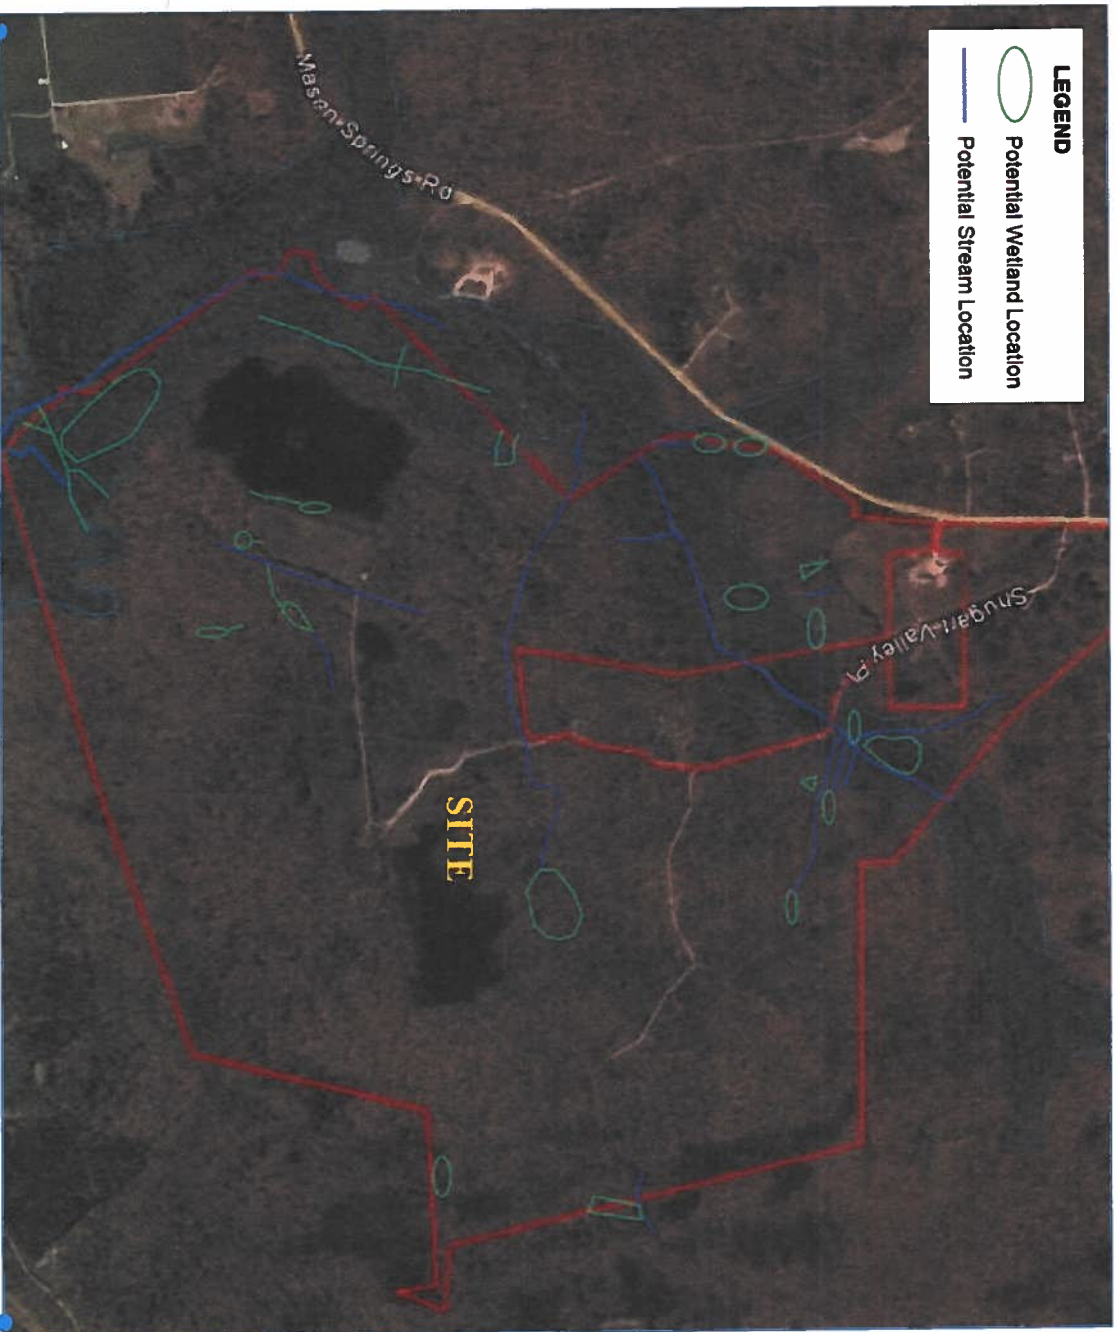 LEGEND
Potential Wetland Location
Potential Stream Location
Mason-Springs-Rd
Shugart-Valley-Pl
SITE